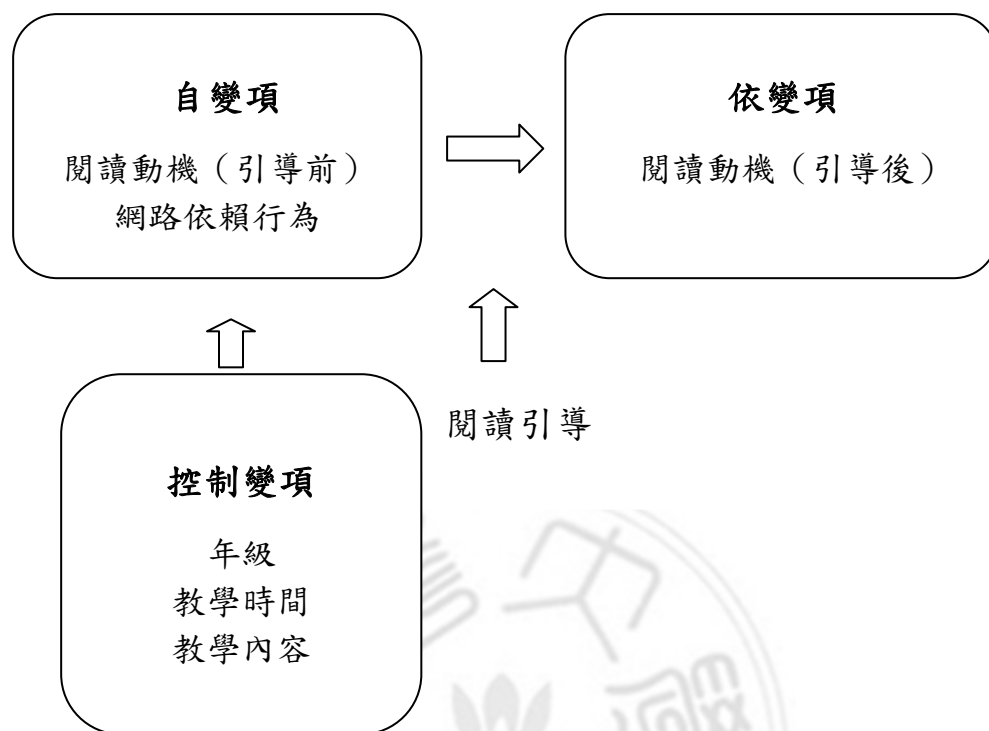 自變項
閱讀動機（引導前）
網路依賴行為
依變項
閱讀動機（引導後）
閱讀引導
控制變項
年級
教學時間
教學內容